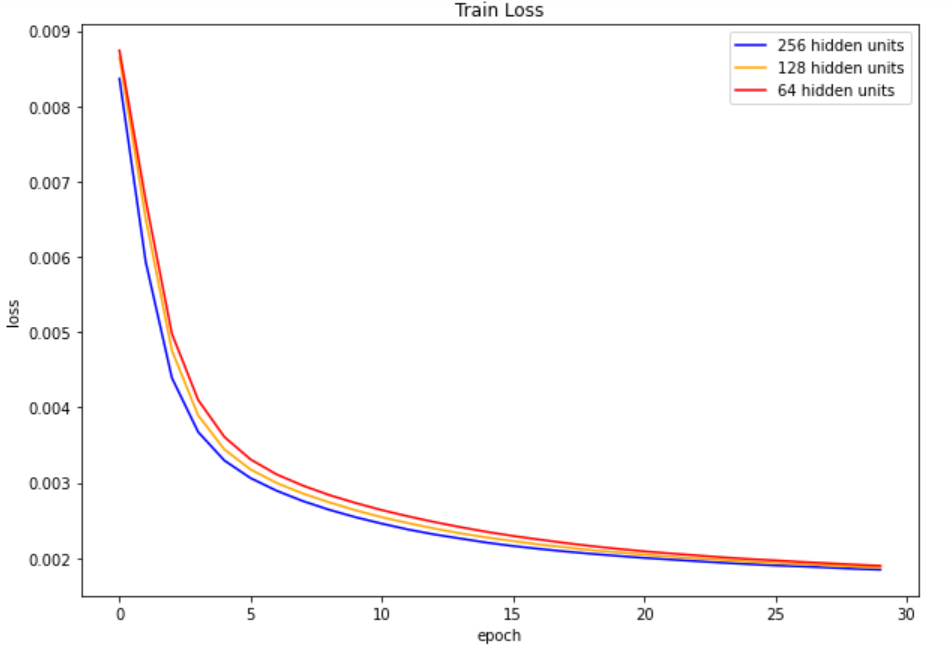 Train Loss
0.009
0.008
0.007
0.006
0.005
0.004
0.003
0.002
loss
256 hidden units
128 hidden units
64 hidden units
0 5 10 15 20 25 30
epoch